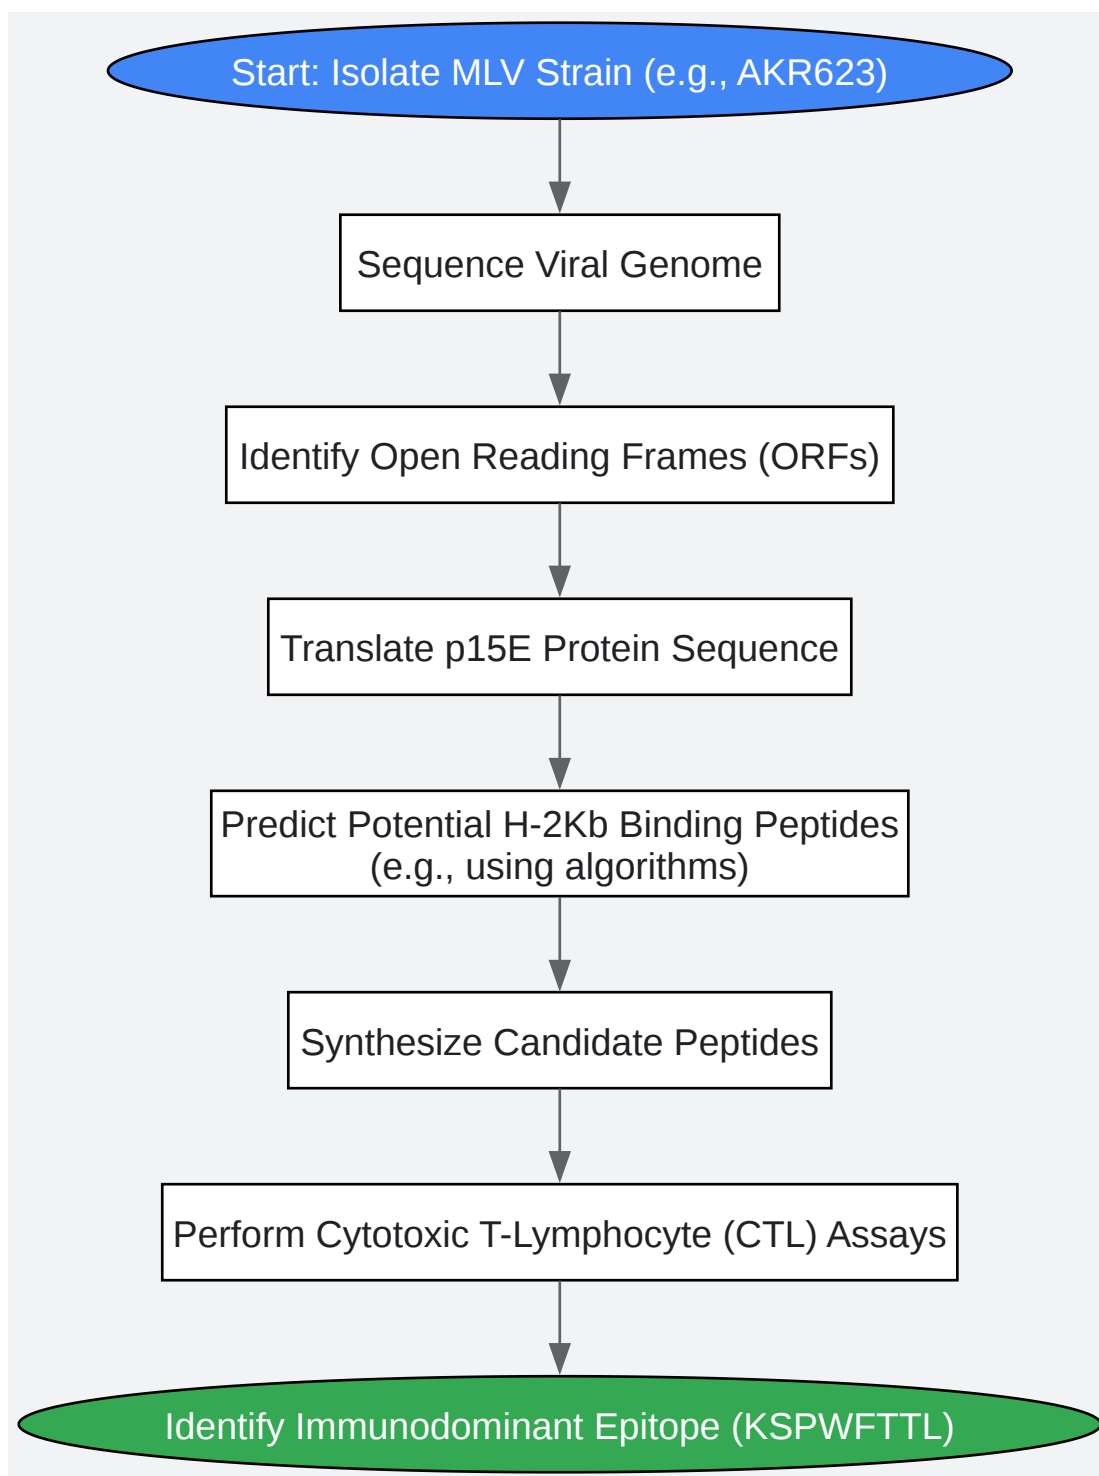 Start: Isolate MLV Strain (e.g., AKR623)
Sequence Viral Genome
Identify Open Reading Frames (ORFs)
Translate p15E Protein Sequence
Predict Potential H-2Kb Binding Peptides
(e.g., using algorithms)
Synthesize Candidate Peptides
Perform Cytotoxic T-Lymphocyte (CTL) Assays
Identify Immunodominant Epitope (KSPWFTTL)